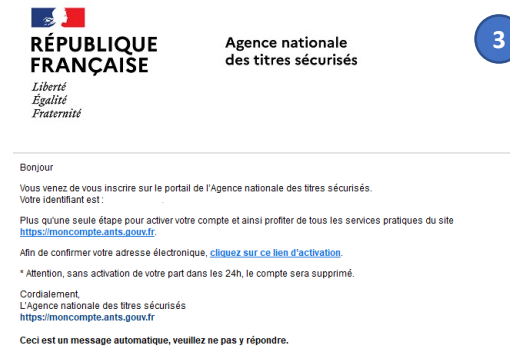 RÉPUBLIQUE
FRANÇAISE
Liberté
Égalité
Fraternité
Agence nationale
des titres sécurisés
3
Bonjour
Vous venez de vous inscrire sur le portail de l'Agence nationale des titres sécurisés.
Votre identifiant est :
Plus qu'une seule étape pour activer votre compte et ainsi profiter de tous les services pratiques du site
https://moncompte.ants.gouv.fr.
Afin de confirmer votre adresse électronique, cliquez sur ce lien d'activation.
* Attention, sans activation de votre part dans les 24h, le compte sera supprimé.
Cordialement,
L'Agence nationale des titres sécurisés
https://moncompte.ants.gouv.fr
Ceci est un message automatique, veuillez ne pas y répondre.